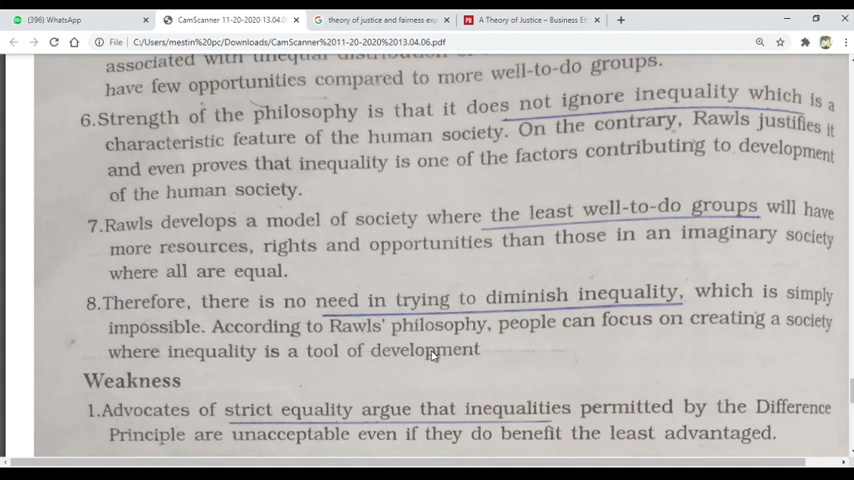 (396) WhatsApp
CamScanner 11-20-2020 13.04.0
theory of justice and fairness exp
A Theory of Justice – Business Et
File C:/Users/mestin%20pc/Downloads/CamScanner%2011-20-2020%2013.04.06.pdf
associated with unequal
have few opportunities compared to more well-to-do groups.
6.Strength of the philosophy is that it does not ignore inequality which is a
characteristic feature of the human society. On the contrary, Rawls justifies it
and even proves that inequality is one of the factors contributing to development
of the human society.
7.Rawls develops a model of society where the least well-to-do groups will have
more resources, rights and opportunities than those in an imaginary society
where all are equal.
8.Therefore, there is no need in trying to diminish inequality, which is simply
impossible. According to Rawls' philosophy, people can focus on creating a society
where inequality is a tool of development
Weakness
1.Advocates of strict equality argue that inequalities permitted by the Difference
Principle are unacceptable even if they do benefit the least advantaged.